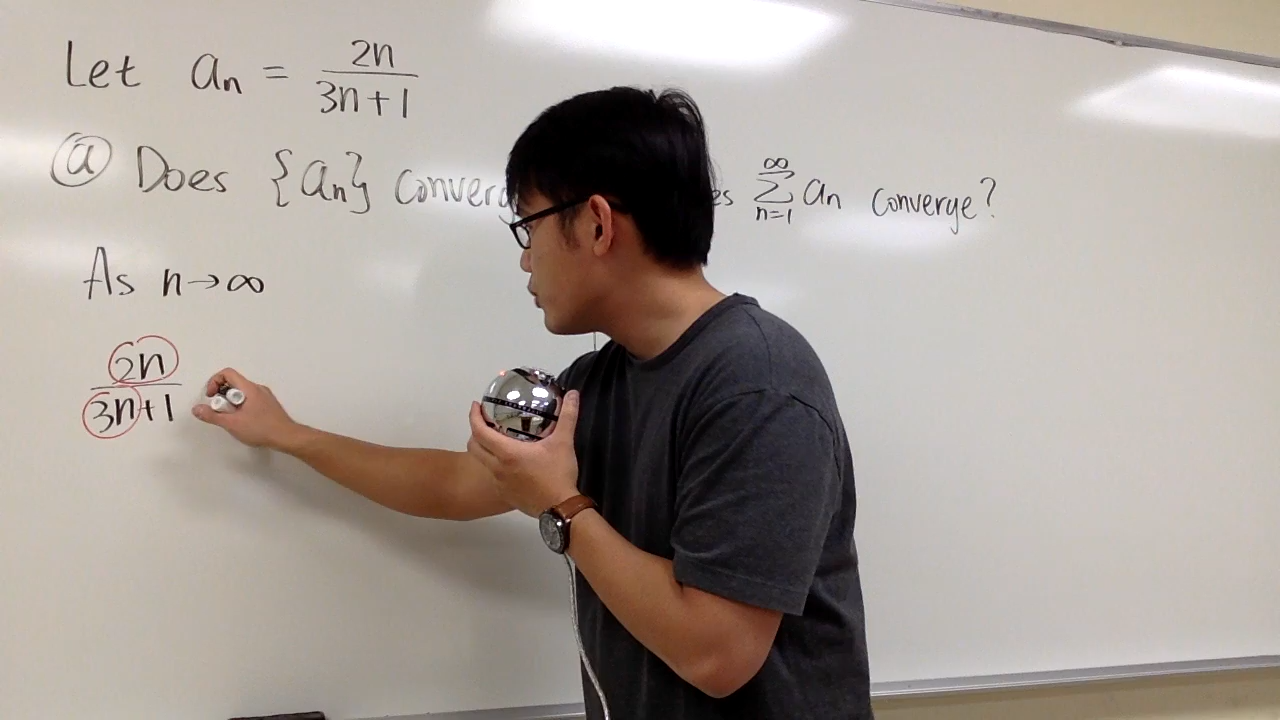 Let an = 2n / 3n+1
ⓐ Does {an} converg es ∞ Σ n=1 an converge?
As n→∞
2n / 3n+1